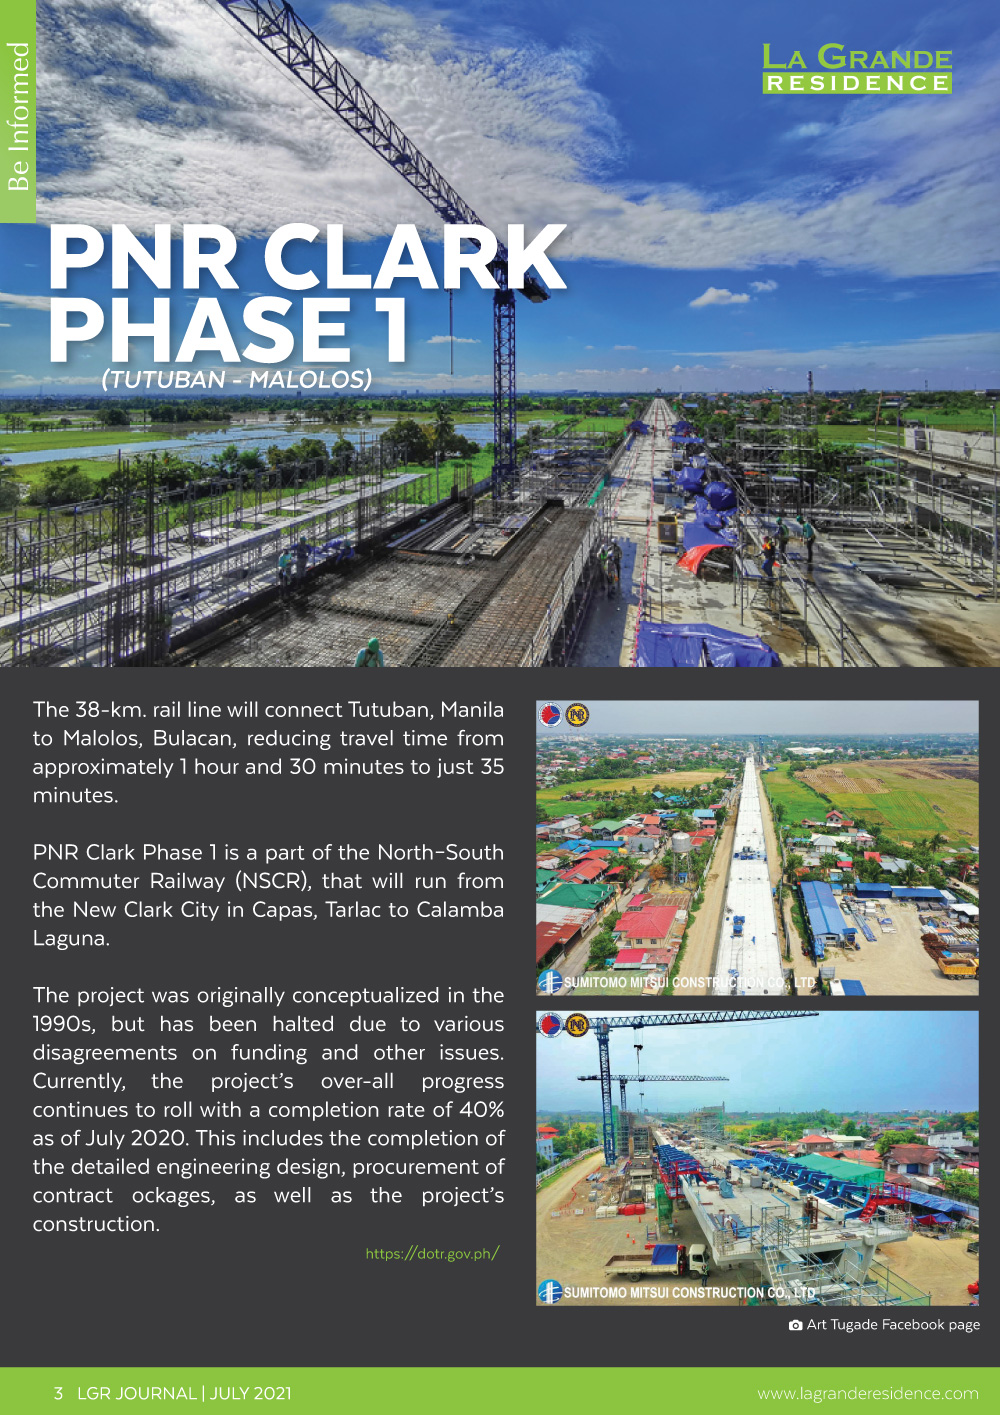 Be Informed
LA GRANDE
RESIDENCE
PNR CLARK
PHASE 1
(TUTUBAN - MALOLOS)
The 38-km. rail line will connect Tutuban, Manila
to Malolos, Bulacan, reducing travel time from
approximately 1 hour and 30 minutes to just 35
minutes.
PNR Clark Phase 1 is a part of the North-South
Commuter Railway (NSCR), that will run from
the New Clark City in Capas, Tarlac to Calamba
Laguna.
The project was originally conceptualized in the
1990s, but has been halted due to various
disagreements on funding and other issues.
Currently, the project's over-all progress
continues to roll with a completion rate of 40%
as of July 2020. This includes the completion of
the detailed engineering design, procurement of
contract ockages, as well as the project's
construction.
https://dotr.gov.ph/
SUMITOMO MITSUI CONSTRUCTION CO., LTD
SUMITOMO MITSUI CONSTRUCTION CO., LTD
Art Tugade Facebook page
3 LGR JOURNAL | JULY 2021
www.lagranderesidence.com